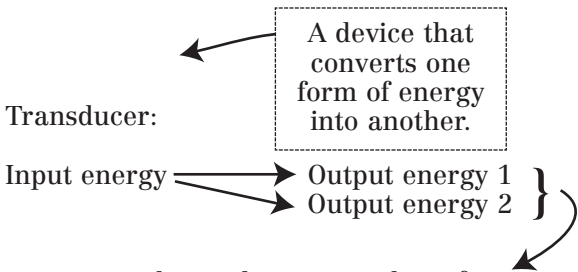 A device that
converts one
form of energy
into another.
Transducer:
Input energy
Output energy 1
Output energy 2 }